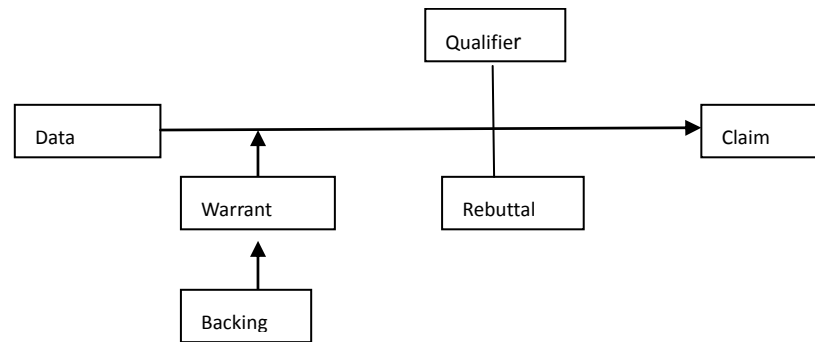 Qualifier
Data
Claim
Warrant
Rebuttal
Backing